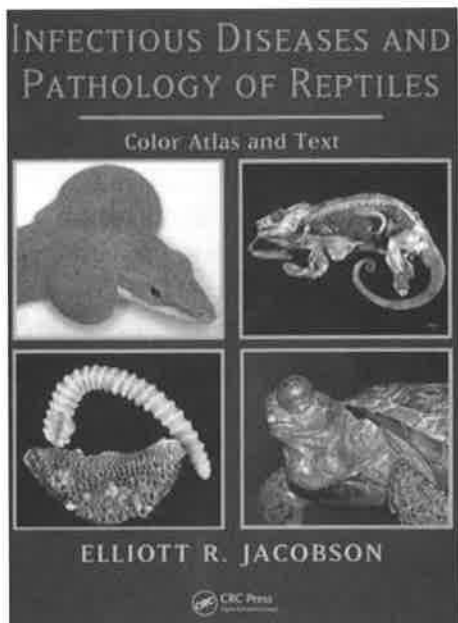 INFECTIOUS DISEASES AND
PATHOLOGY OF REPTILES
Color Atlas and Text
ELLIOTT R. JACOBSON
CRC Press